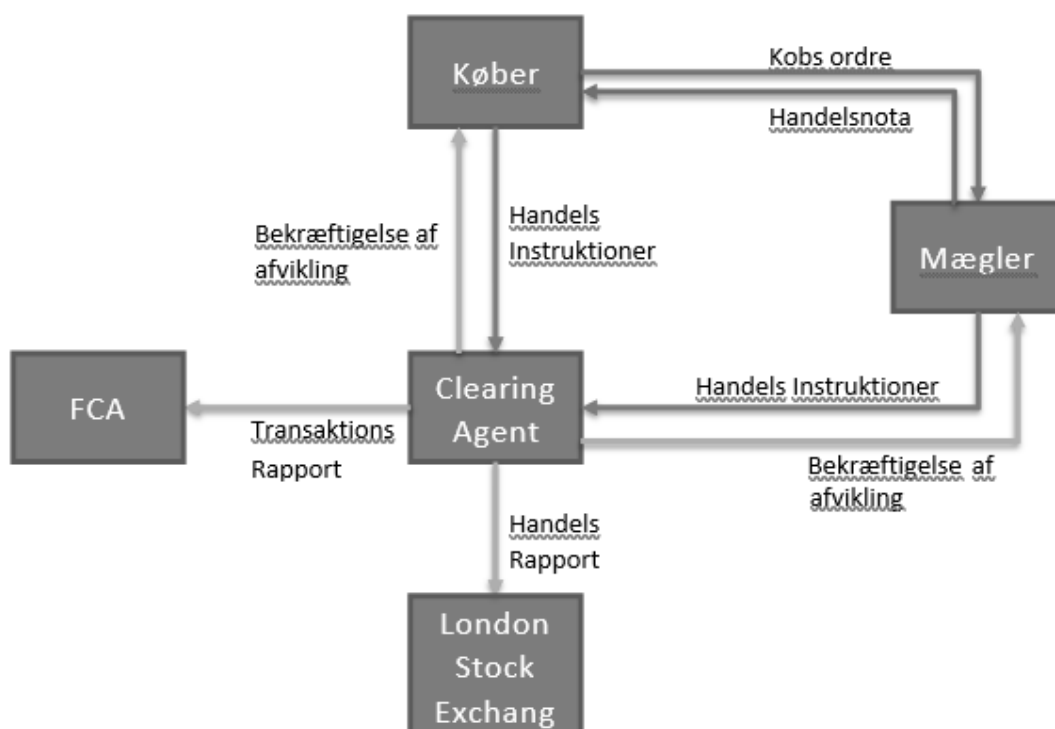 Køber
Kobs ordre
Handelsnota
Handels
Instruktioner
Bekræftigelse af
afvikling
Mægler
FCA
Clearing
Agent
Handels Instruktioner
Transaktions
Rapport
Bekræftigelse af
afvikling
Handels
Rapport
London
Stock
Exchang